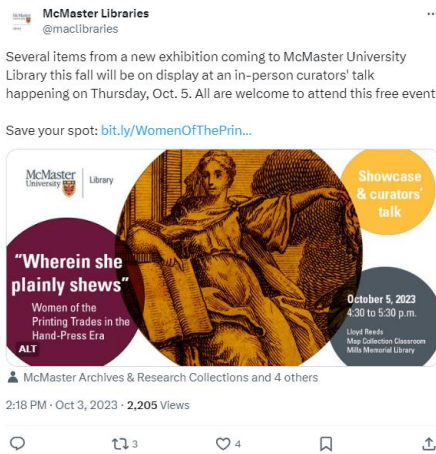 McMaster Libraries
@maclibraries
Several items from a new exhibition coming to McMaster University
Library this fall will be on display at an in-person curators' talk
happening on Thursday, Oct. 5. All are welcome to attend this free event
Save your spot: bit.ly/WomenOfThePrin...
McMaster
University
Library
Showcase
& curators'
talk
"Wherein she
plainly shews"
Women of the
Printing Trades in the
Hand-Press Era
October 5, 2023
4:30 to 5:30 p.m.
Lloyd Reeds
Map Collection Classroom
Mills Memorial Library
ALT
McMaster Archives & Research Collections and 4 others
2:18 PM · Oct 3, 2023 · 2,205 Views
3
4